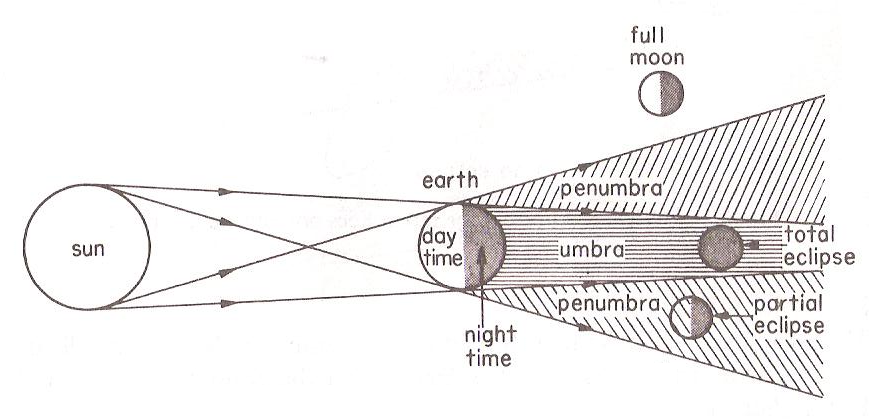 full
moon
earth
penumbra
sun
day
time
umbra
total
eclipse
penumbra
partial
eclipse
night
time